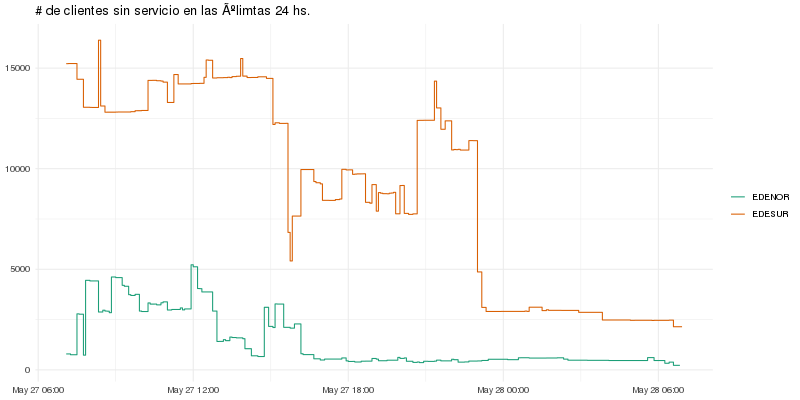 # de clientes sin servicio en las Ãºlimtas 24 hs.
15000
10000
5000
0
May 27 06:00
May 27 12:00
May 27 18:00
May 28 00:00
May 28 06:00
EDENOR
EDESUR